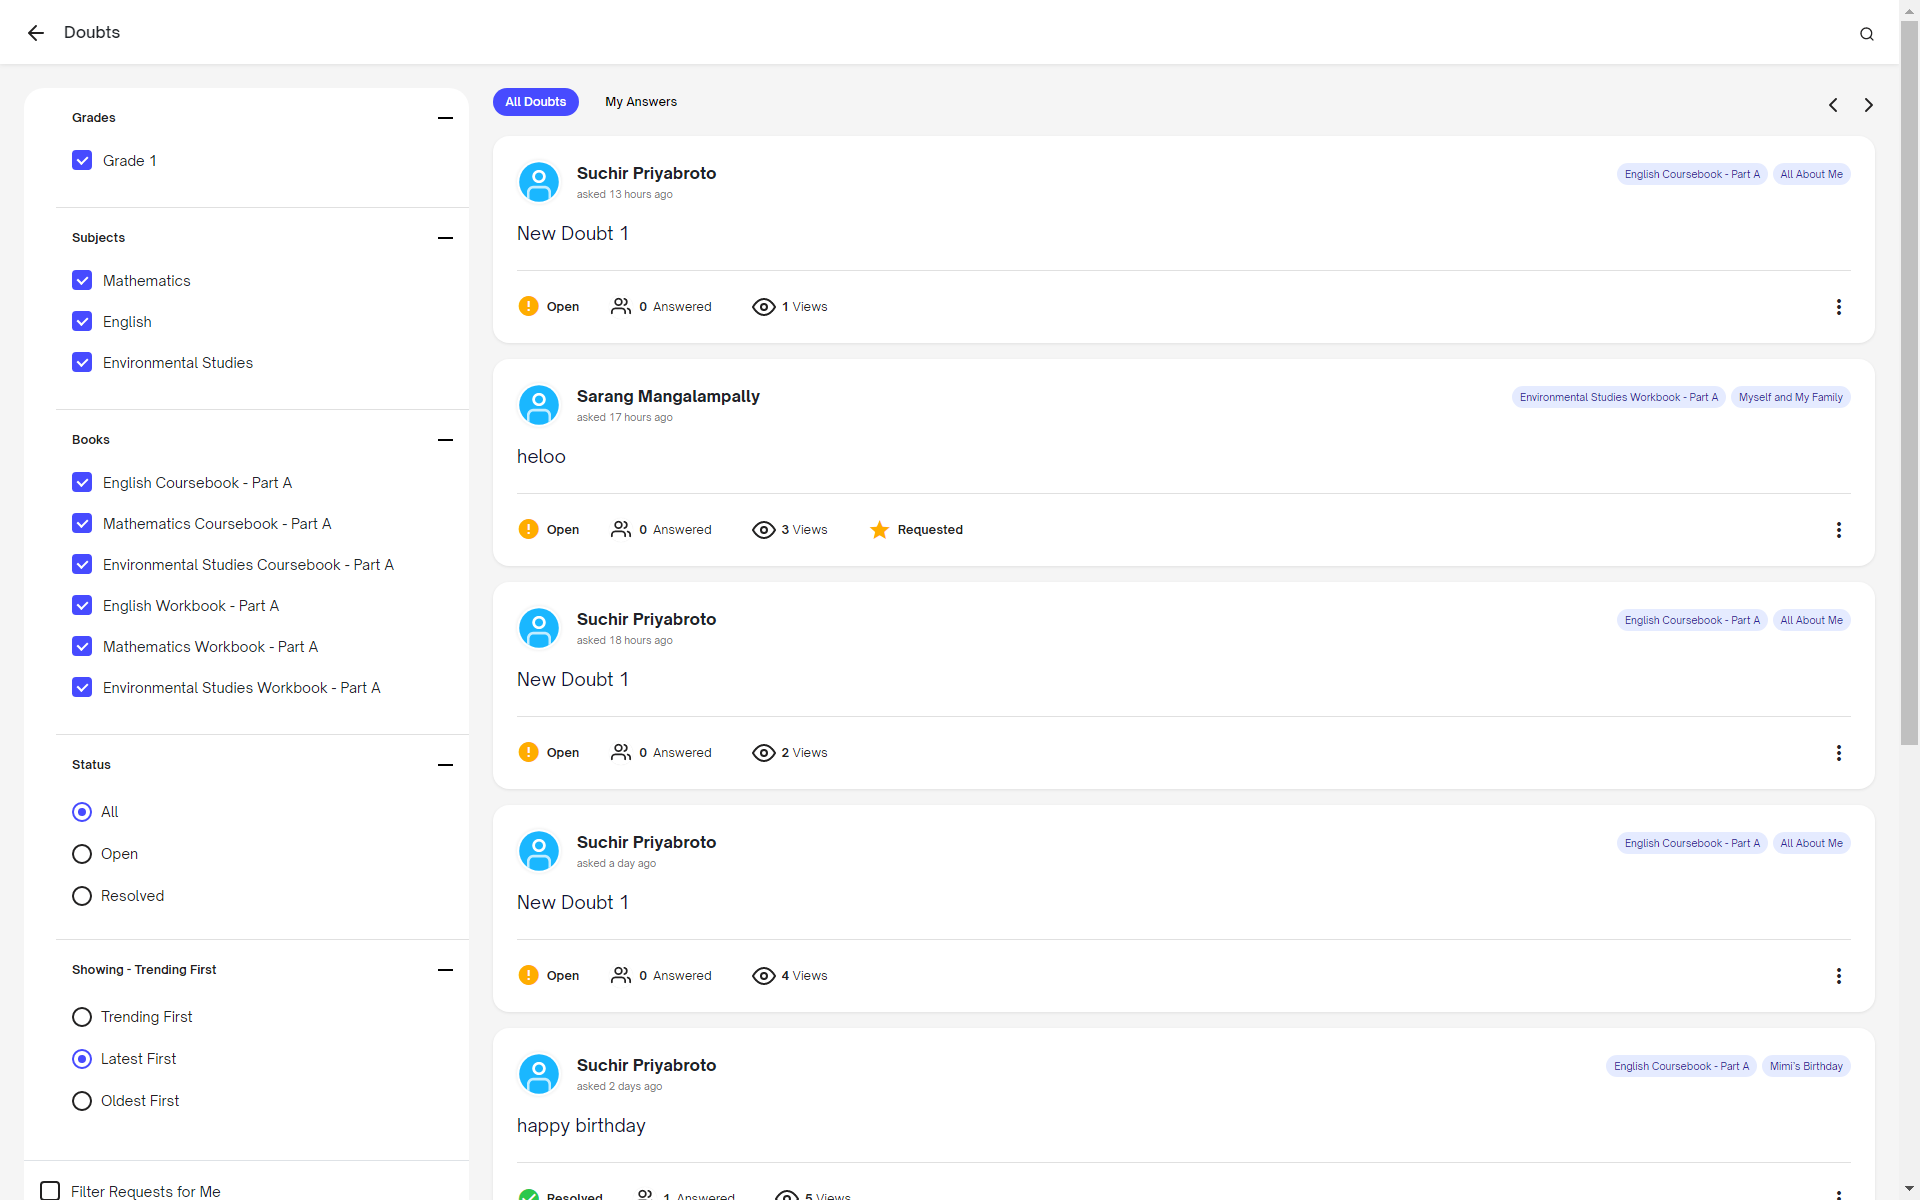 Doubts
Grades
Grade 1
Subjects
Mathematics
English
Environmental Studies
Books
English Coursebook - Part A
Mathematics Coursebook - Part A
Environmental Studies Coursebook - Part A
English Workbook - Part A
Mathematics Workbook - Part A
Environmental Studies Workbook - Part A
Status
All
Open
Resolved
Showing - Trending First
Trending First
Latest First
Oldest First
Filter Requests for Me
All Doubts My Answers
Suchir Priyabroto English Coursebook - Part A All About Me
asked 13 hours ago
New Doubt 1
Open 0 Answered 1 Views
Sarang Mangalampally Environmental Studies Workbook - Part A Myself and My Family
asked 17 hours ago
heloo
Open 0 Answered 3 Views Requested
Suchir Priyabroto English Coursebook - Part A All About Me
asked 18 hours ago
New Doubt 1
Open 0 Answered 2 Views
Suchir Priyabroto English Coursebook - Part A All About Me
asked a day ago
New Doubt 1
Open 0 Answered 4 Views
Suchir Priyabroto English Coursebook - Part A Mimi's Birthday
asked 2 days ago
happy birthday
Resolved 1 Answered 5 Views